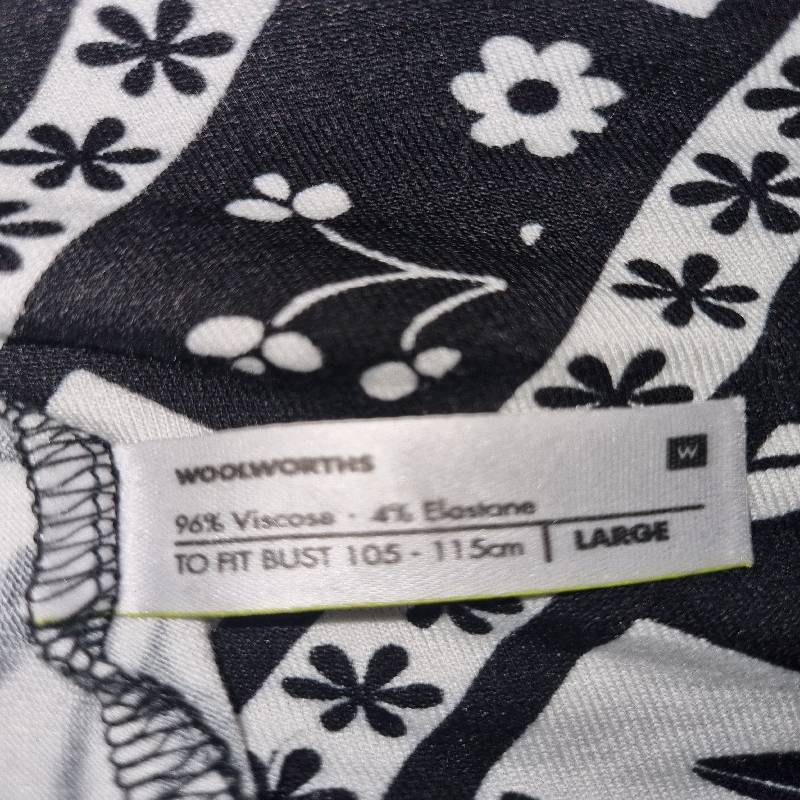 WOOLWORTHS
W
96% Viscose · 4% Elastane
TO FIT BUST 105 - 115cm | LARGE